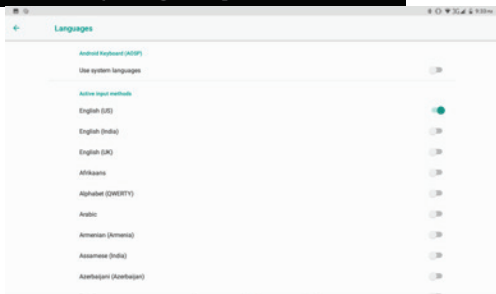 Languages
Android Keyboard (AOSP)
Use system languages
Active input methods
English (US)
English (India)
English (UK)
Afrikaans
Alphabet (QWERTY)
Arabic
Armenian (Armenia)
Assamese (India)
Azerbaijani (Azerbaijan)